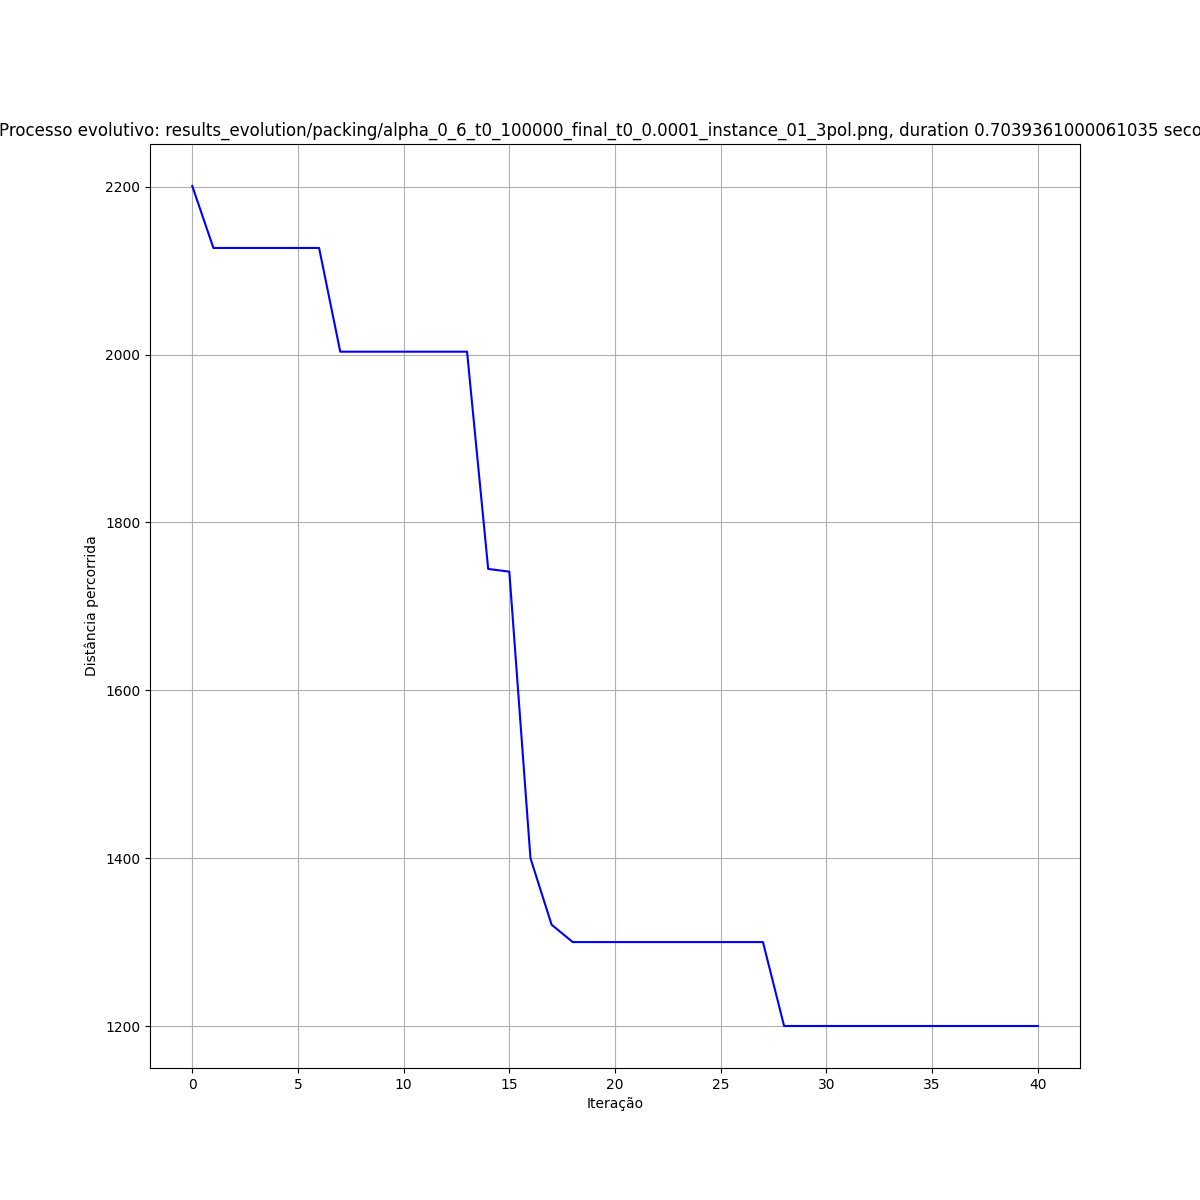 Processo evolutivo: results_evolution/packing/alpha_0_6_t0_100000_final_t0_0.0001_instance_01_3pol.png, duration 0.7039361000061035 seco
2200
2000
1800
1600
1400
1200
Distância percorrida
0 5 10 15 20 25 30 35 40
Iteração